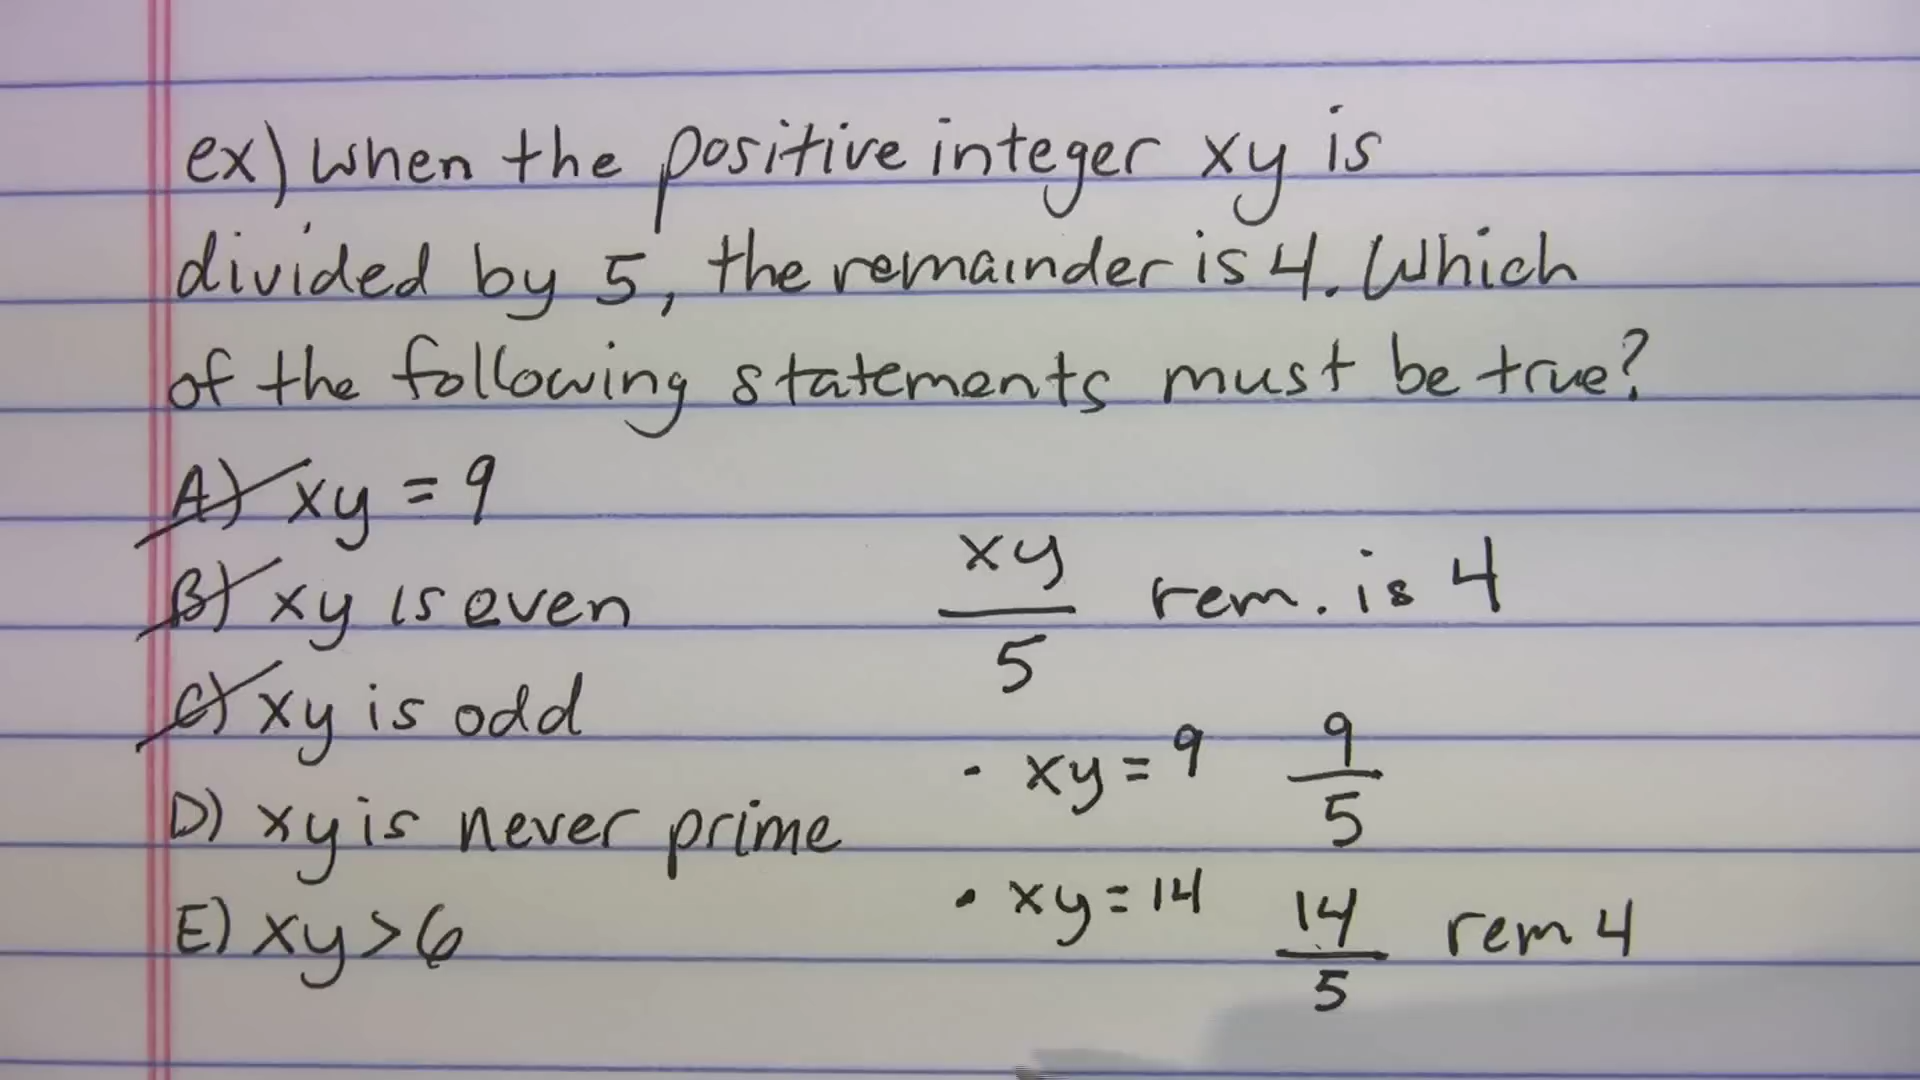 ex) When the positive integer xy is
divided by 5, the remainder is 4. Which
of the following statements must be true?
A) xy = 9
B) xy is even
C) xy is odd
D) xy is never prime
E) xy > 6
xy
5
rem. is 4
• xy = 9
9
5
• xy = 14
14
5
rem 4